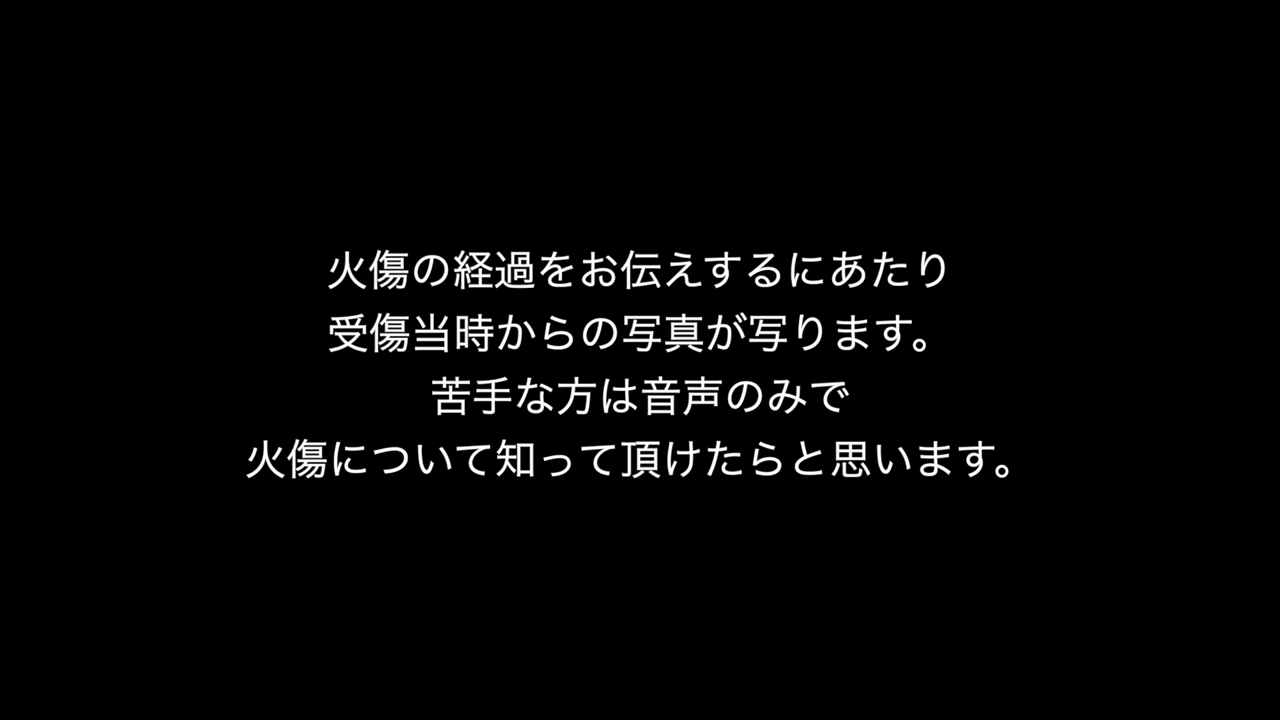 火傷の経過をお伝えするにあたり
受傷当時からの写真が写ります。
苦手な方は音声のみで
火傷について知って頂けたらと思います。